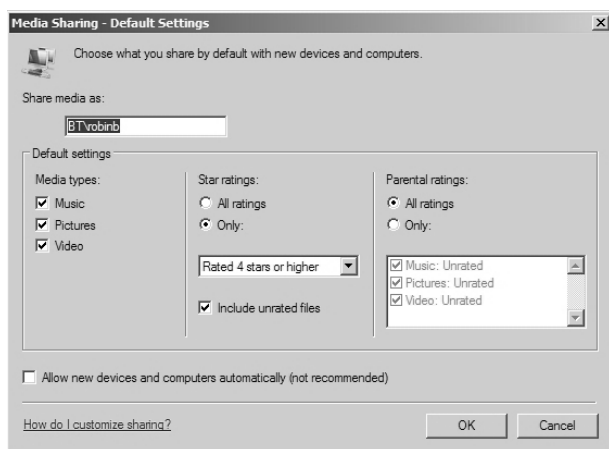 Media Sharing - Default Settings
Choose what you share by default with new devices and computers.
Share media as:
BT\robinb
Default settings
Media types:
Music
Pictures
Video
Star ratings:
All ratings
Only:
Rated 4 stars or higher
Include unrated files
Parental ratings:
All ratings
Only:
Music: Unrated
Pictures: Unrated
Video: Unrated
Allow new devices and computers automatically (not recommended)
How do I customize sharing?
OK
Cancel